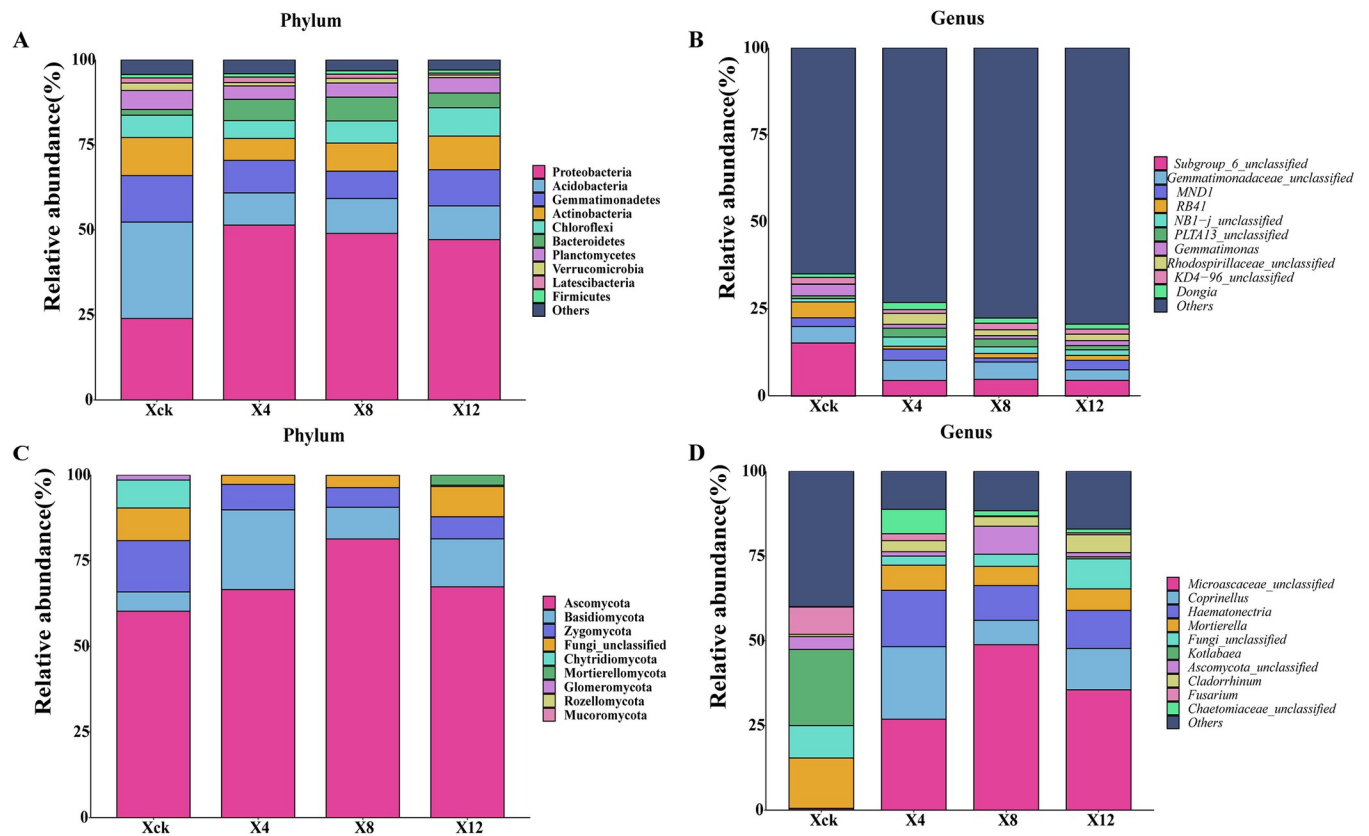 Phylum
A
Relative abundance(%)
100
75
50
25
0
Xck X4 X8 X12
Proteobacteria
Acidobacteria
Gemmatimonadetes
Actinobacteria
Chloroflexi
Bacteroidetes
Planctomycetes
Verrucomicrobia
Latescibacteria
Firmicutes
Others
Genus
B
Relative abundance(%)
100
75
50
25
0
Xck X4 X8 X12
Subgroup_6_unclassified
Gemmatimonadaceae_unclassified
MND1
RB41
NB1−j_unclassified
PLTA13_unclassified
Gemmatimonas
Rhodospirillaceae_unclassified
KD4−96_unclassified
Dongia
Others
Phylum
C
Relative abundance(%)
100
75
50
25
0
Xck X4 X8 X12
Ascomycota
Basidiomycota
Zygomycota
Fungi_unclassified
Chytridiomycota
Mortierellomycota
Glomeromycota
Rozellomycota
Mucoromycota
Genus
D
Relative abundance(%)
100
75
50
25
0
Xck X4 X8 X12
Microascaceae_unclassified
Coprinellus
Haematonectria
Mortierella
Fungi_unclassified
Kotlabaea
Ascomycota_unclassified
Cladorrhinum
Fusarium
Chaetomiaceae_unclassified
Others